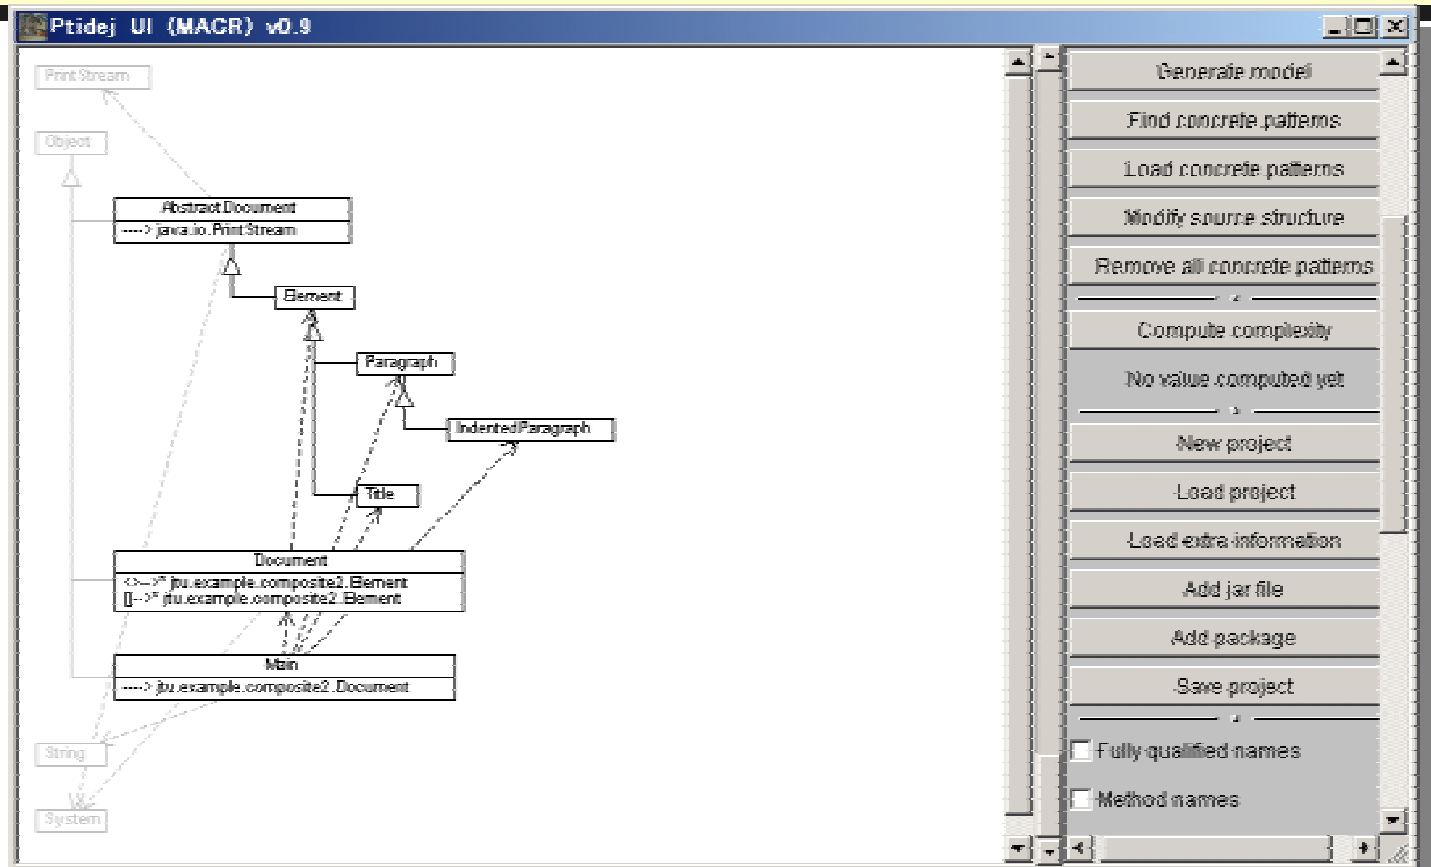 Ptidej UI (MACR) v0.9
PrintStream
Object
AbstractDocument
----> java.io.PrintStream
Element
Paragraph
IndentedParagraph
Title
Document
<>-->* jtu.example.composite2.Element
[]-->* jtu.example.composite2.Element
Main
----> jtu.example.composite2.Document
String
System
Generate model
Find concrete patterns
Load concrete patterns
Modify source structure
Remove all concrete patterns
Compute complexity
No value computed yet
New project
Load project
Load extra-information
Add jar file
Add package
Save project
Fully-qualified names
Method names